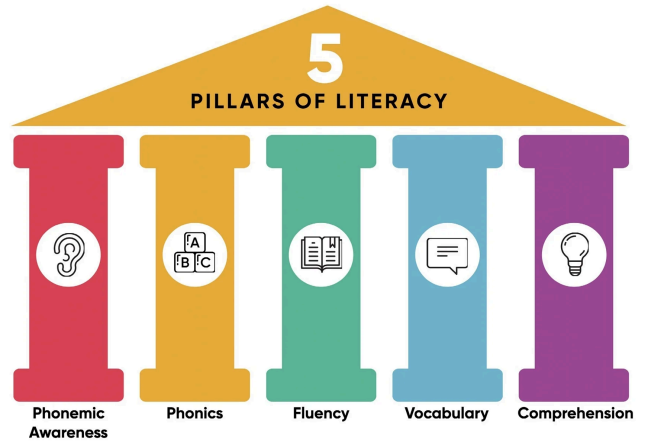 5
PILLARS OF LITERACY
A
B C
Phonemic
Awareness
Phonics
Fluency
Vocabulary
Comprehension